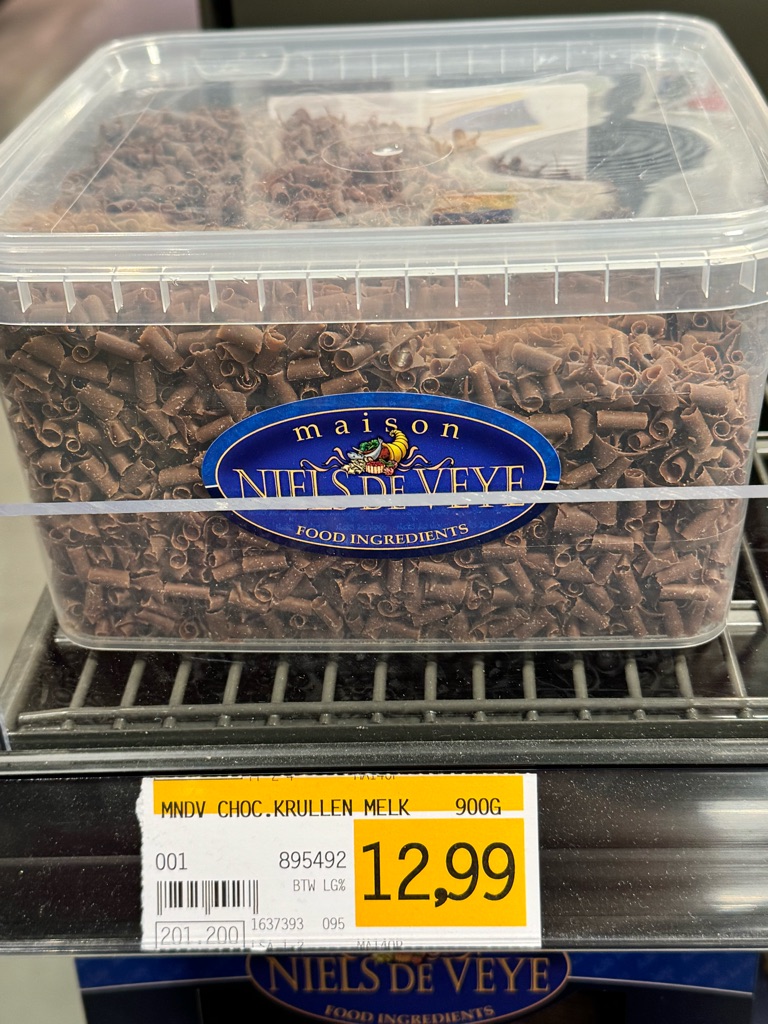 maison
NIELS DE VEYE
FOOD INGREDIENTS
MNDV CHOC.KRULLEN MELK 900G
001 895492
BTW LG%
12,99
1637393 095
201.200
NIELS DE VEYE
FOOD INGREDIENTS